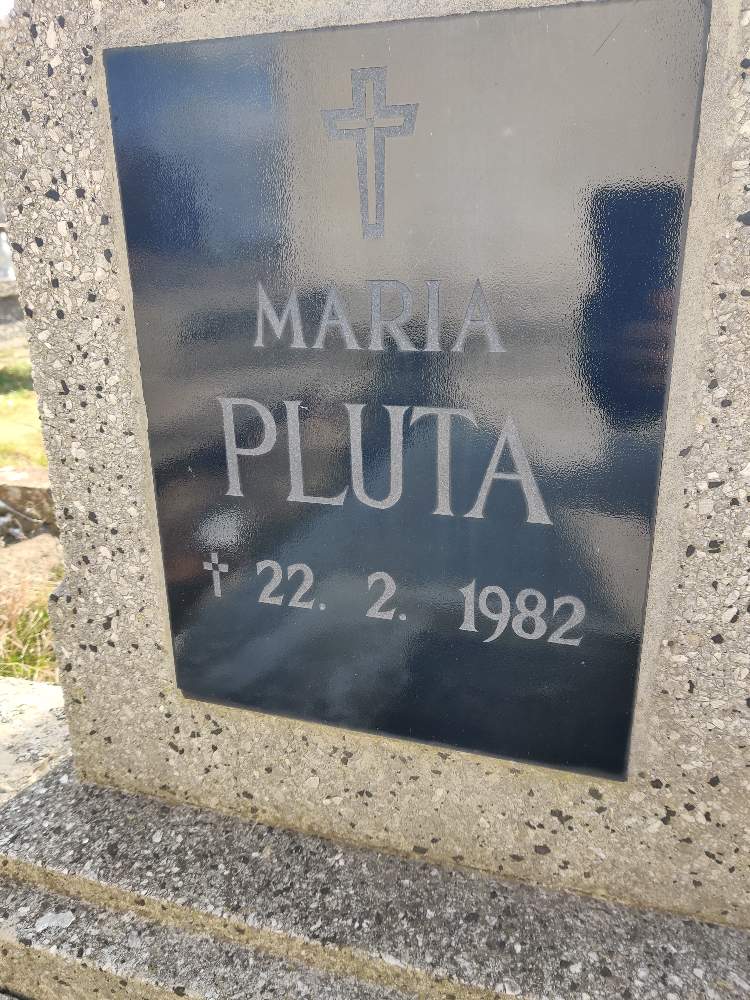 MARIA
PLUTA
✝ 22. 2. 1982